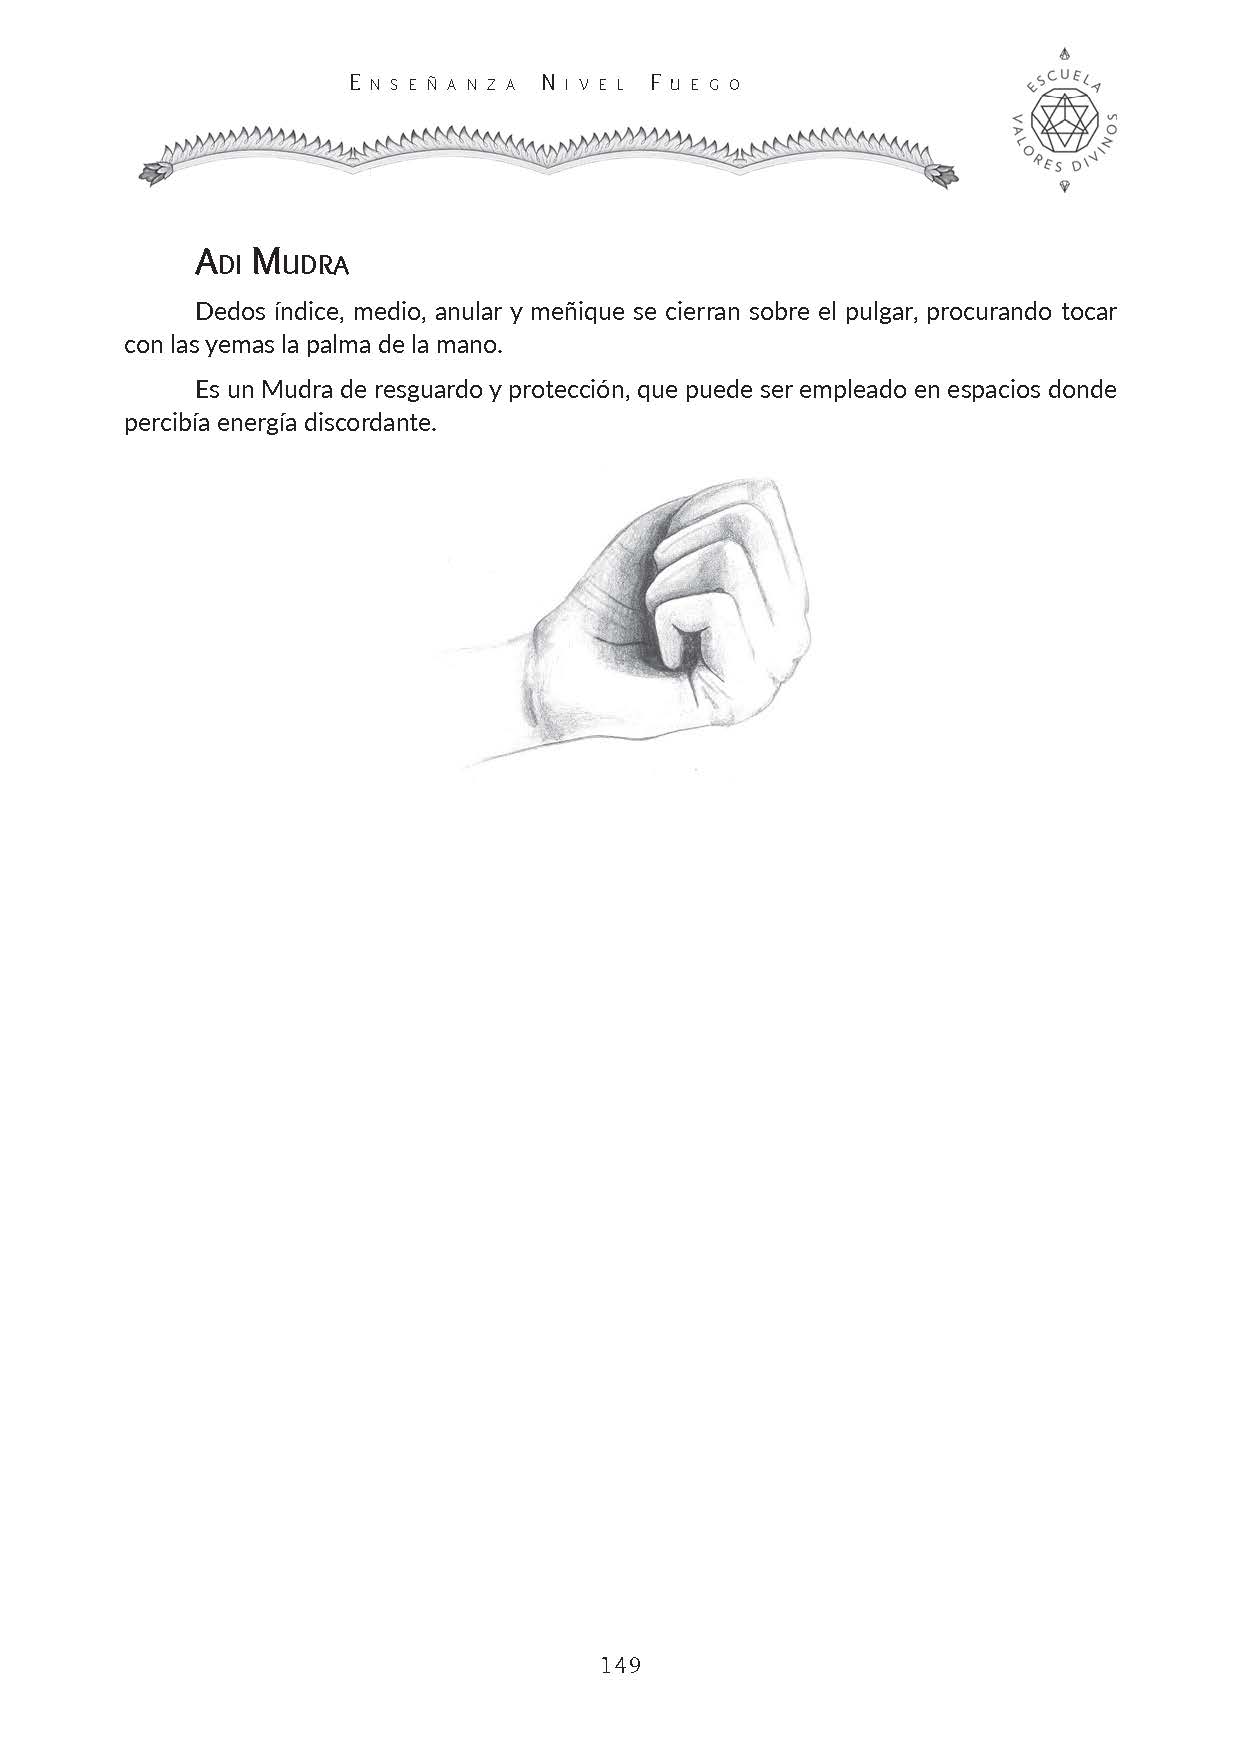 Enseñanza Nivel Fuego
ESCUELA
VALORES DIVINOS
Adi Mudra
Dedos índice, medio, anular y meñique se cierran sobre el pulgar, procurando tocar
con las yemas la palma de la mano.
Es un Mudra de resguardo y protección, que puede ser empleado en espacios donde
percibía energía discordante.
149